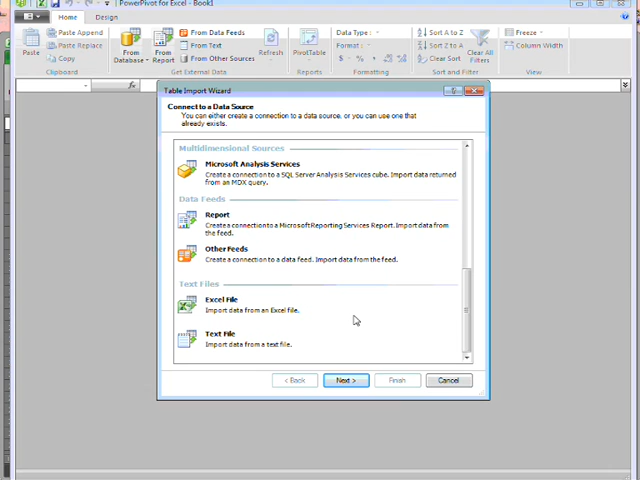 PowerPivot for Excel - Book1
Home Design
Paste
Paste Append
Paste Replace
Copy
Clipboard
From Database
From Report
From Data Feeds
From Text
From Other Sources
Get External Data
Refresh
PivotTable
Reports
Data Type :
Format :
$ % ,
Formatting
Sort A to Z
Sort Z to A
Clear Sort
Clear All Filters
Sort and Filter
Freeze
Column Width
View
fx
Table Import Wizard
Connect to a Data Source
You can either create a connection to a data source, or you can use one that
already exists.
Multidimensional Sources
Microsoft Analysis Services
Create a connection to a SQL Server Analysis Services cube. Import data returned
from an MDX query.
Data Feeds
Report
Create a connection to a Microsoft Reporting Services Report. Import data from
the feed.
Other Feeds
Create a connection to a data feed. Import data from the feed.
Text Files
Excel File
Import data from an Excel file.
Text File
Import data from a text file.
< Back Next > Finish Cancel